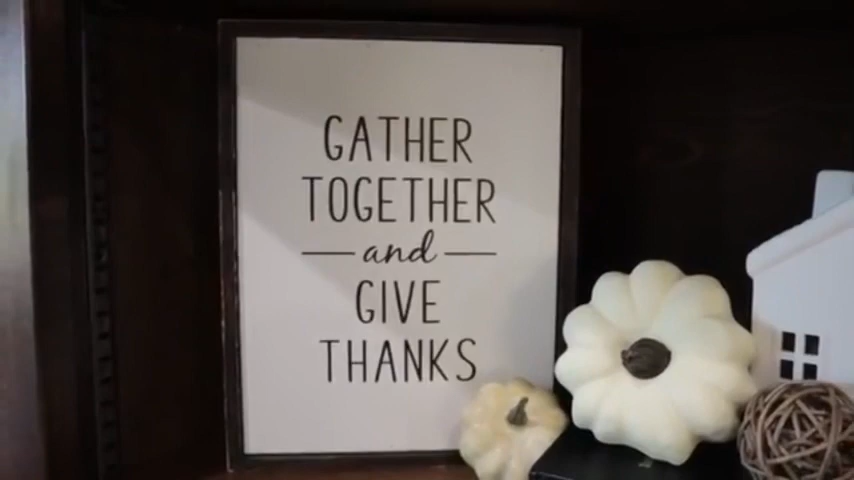 GATHER
TOGETHER
and
GIVE
THANKS